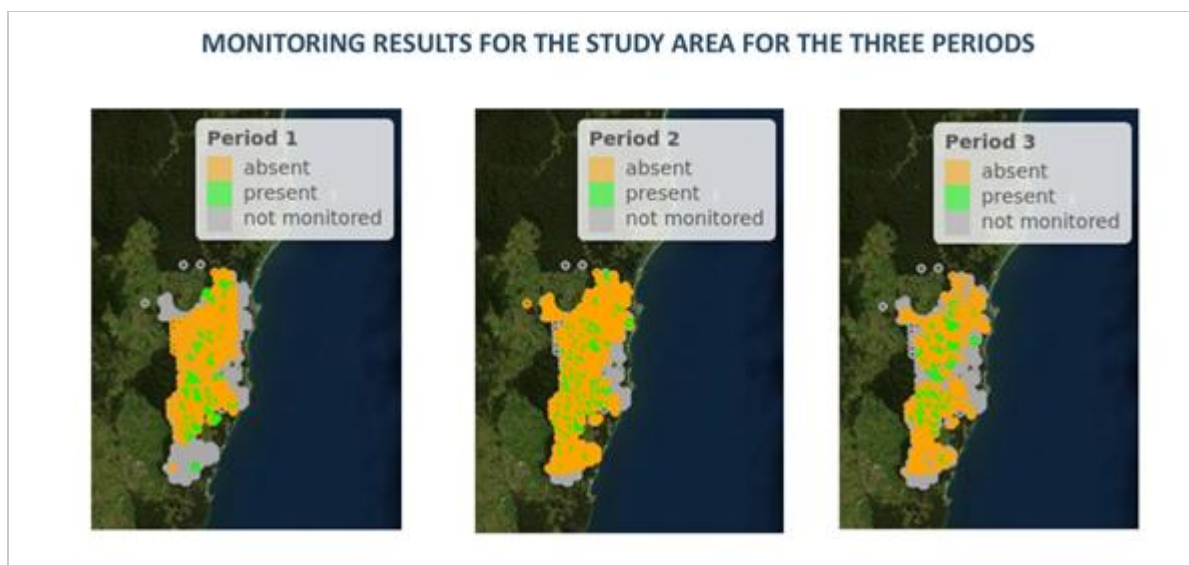 MONITORING RESULTS FOR THE STUDY AREA FOR THE THREE PERIODS
Period 1
absent
present
not monitored
Period 2
absent
present
not monitored
Period 3
absent
present
not monitored